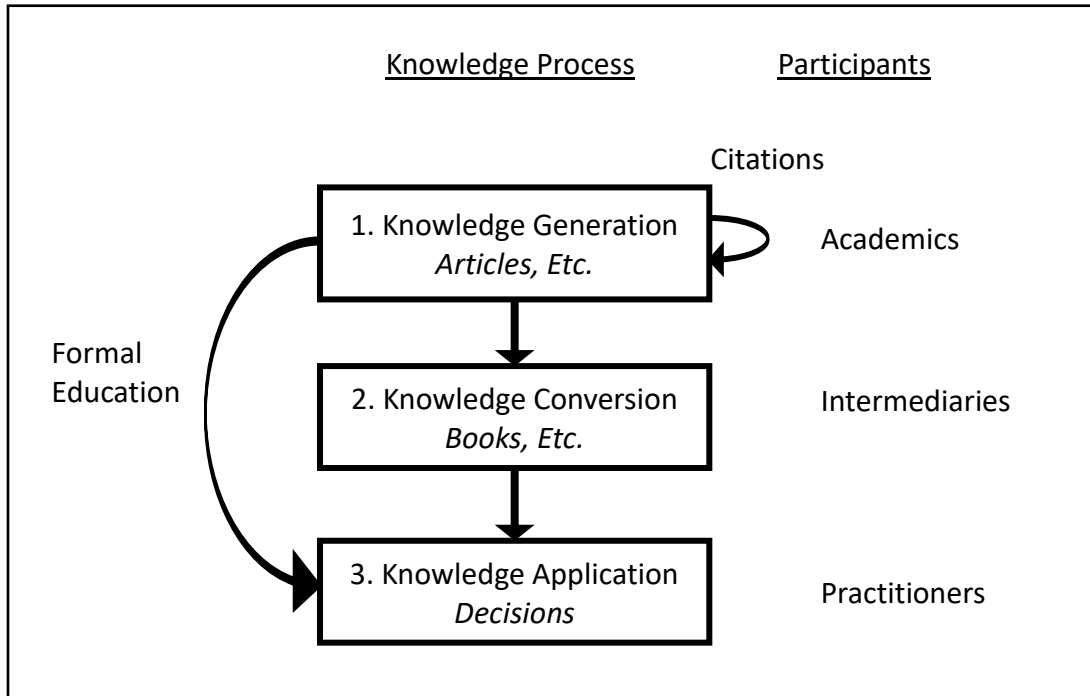 Knowledge Process
Participants
Citations
1. Knowledge Generation
Articles, Etc.
Academics
Formal
Education
2. Knowledge Conversion
Books, Etc.
Intermediaries
3. Knowledge Application
Decisions
Practitioners